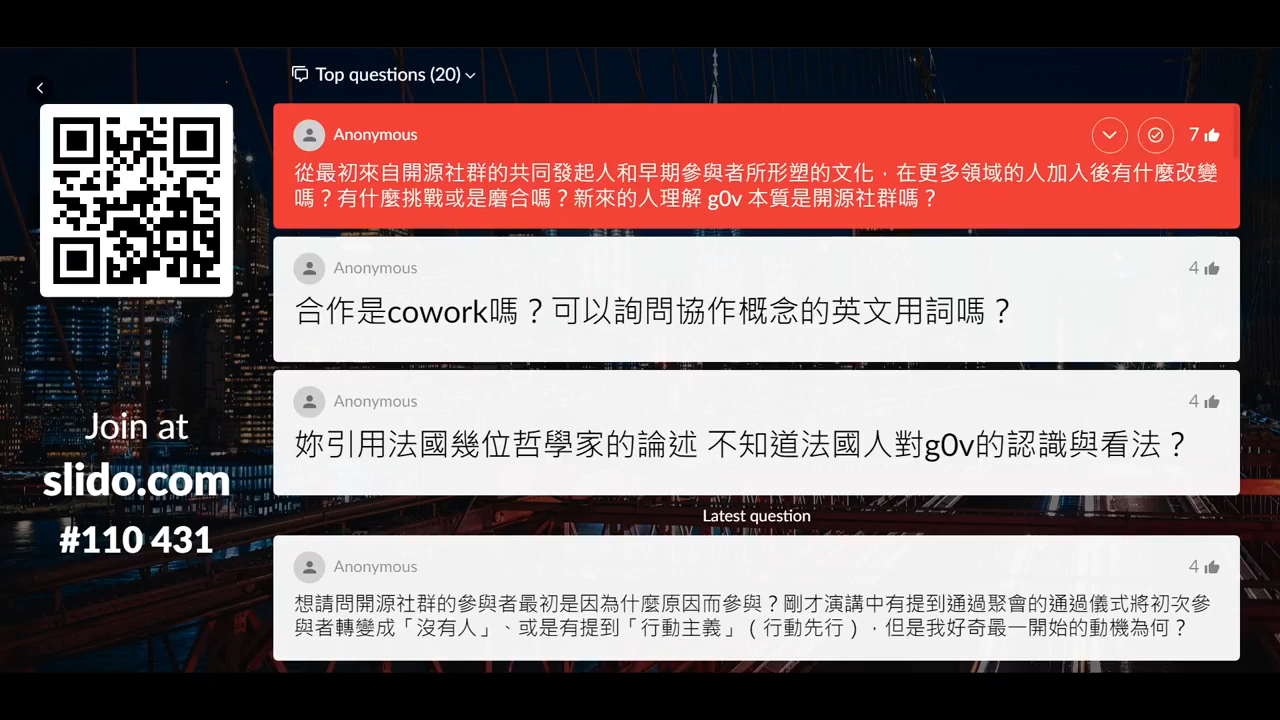 Top questions (20)
Anonymous
7
從最初來自開源社群的共同發起人和早期參與者所形塑的文化，在更多領域的人加入後有什麼改變
嗎？有什麼挑戰或是磨合嗎？新來的人理解 g0v 本質是開源社群嗎？
Anonymous
4
合作是cowork嗎？可以詢問協作概念的英文用詞嗎？
Anonymous
4
妳引用法國幾位哲學家的論述 不知道法國人對g0v的認識與看法？
Latest question
Anonymous
4
想請問開源社群的參與者最初是因為什麼原因而參與？剛才演講中有提到通過聚會的通過儀式將初次參
與者轉變成「沒有人」、或是有提到「行動主義」（行動先行），但是我好奇最一開始的動機為何？
Join at
slido.com
#110 431